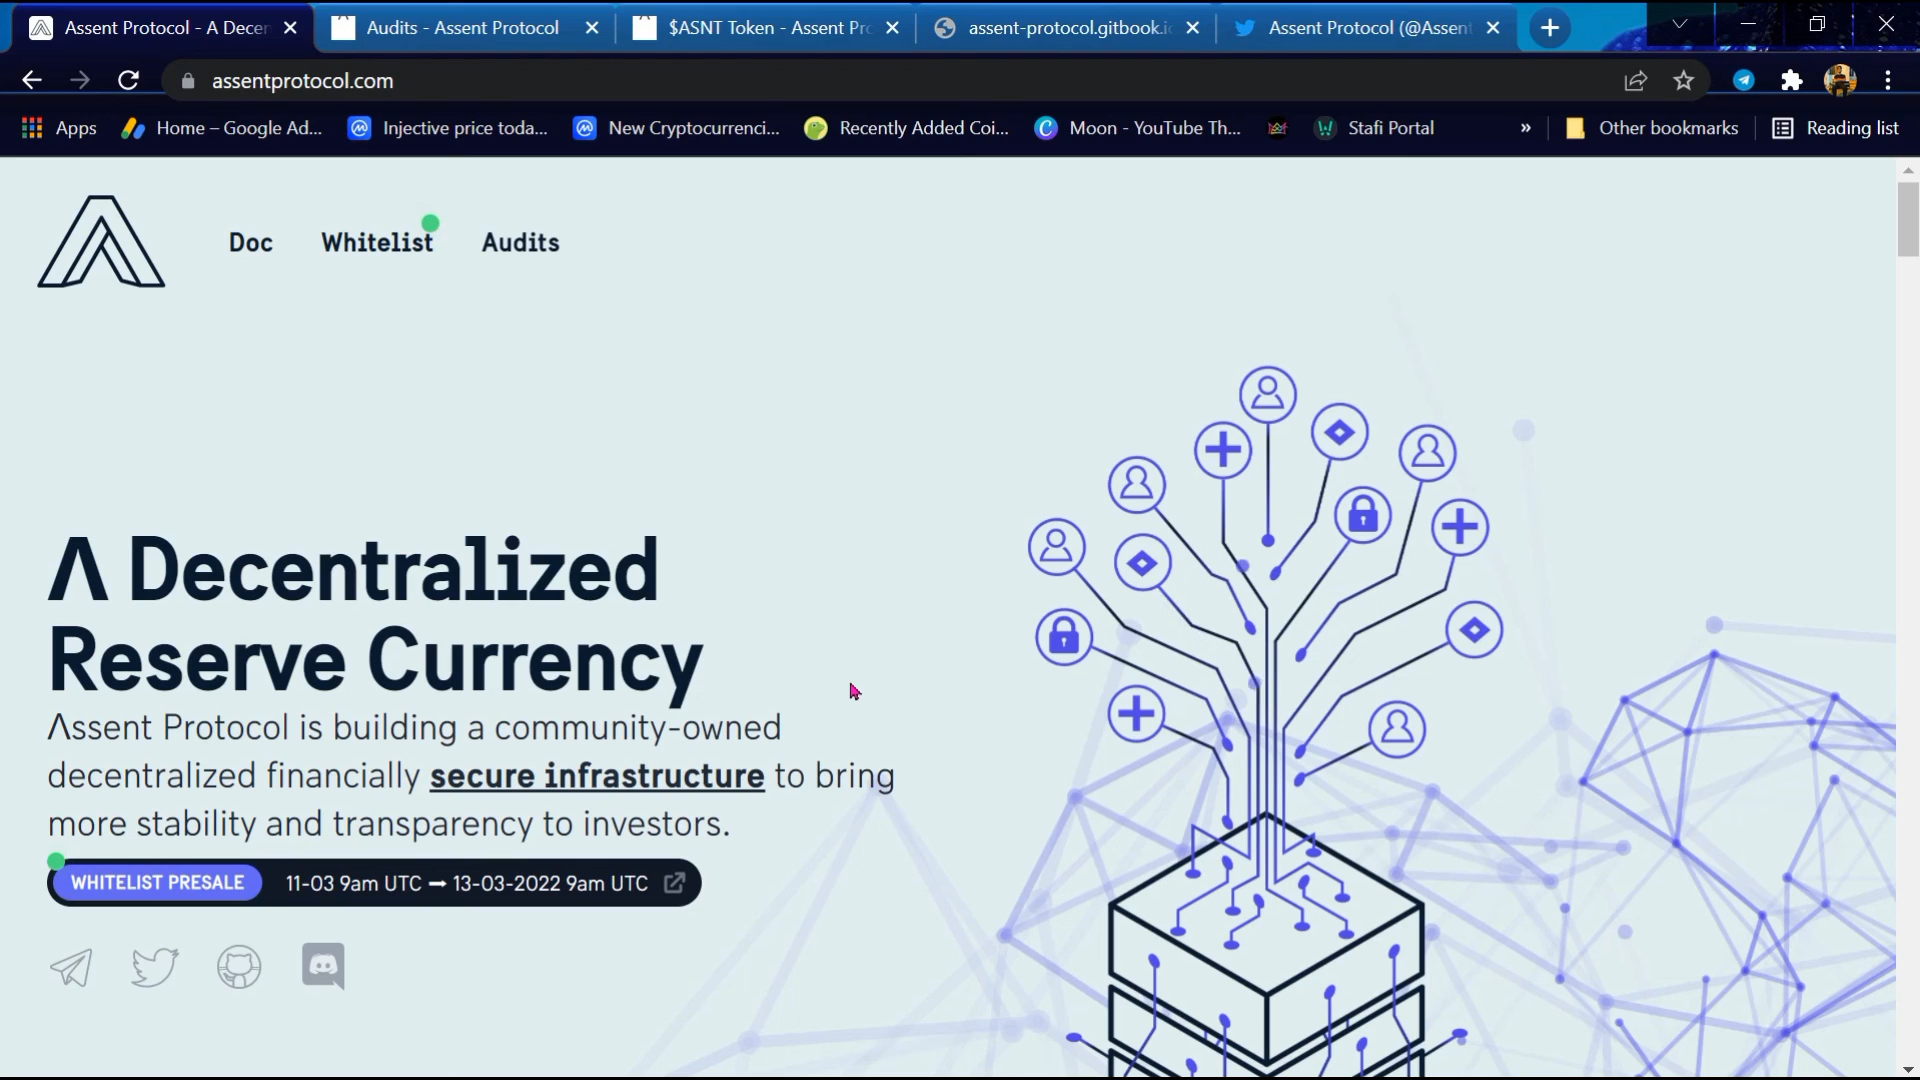 Assent Protocol - A Decen
Audits - Assent Protocol
$ASNT Token - Assent Pro
assent-protocol.gitbook.io
Assent Protocol (@Assent
assentprotocol.com
Apps
Home – Google Ad...
Injective price toda...
New Cryptocurrenci...
Recently Added Coi...
Moon - YouTube Th...
Stafi Portal
»
Other bookmarks
Reading list
Doc
Whitelist
Audits
Λ Decentralized
Reserve Currency
Λssent Protocol is building a community-owned
decentralized financially secure infrastructure to bring
more stability and transparency to investors.
WHITELIST PRESALE 11-03 9am UTC ➞ 13-03-2022 9am UTC